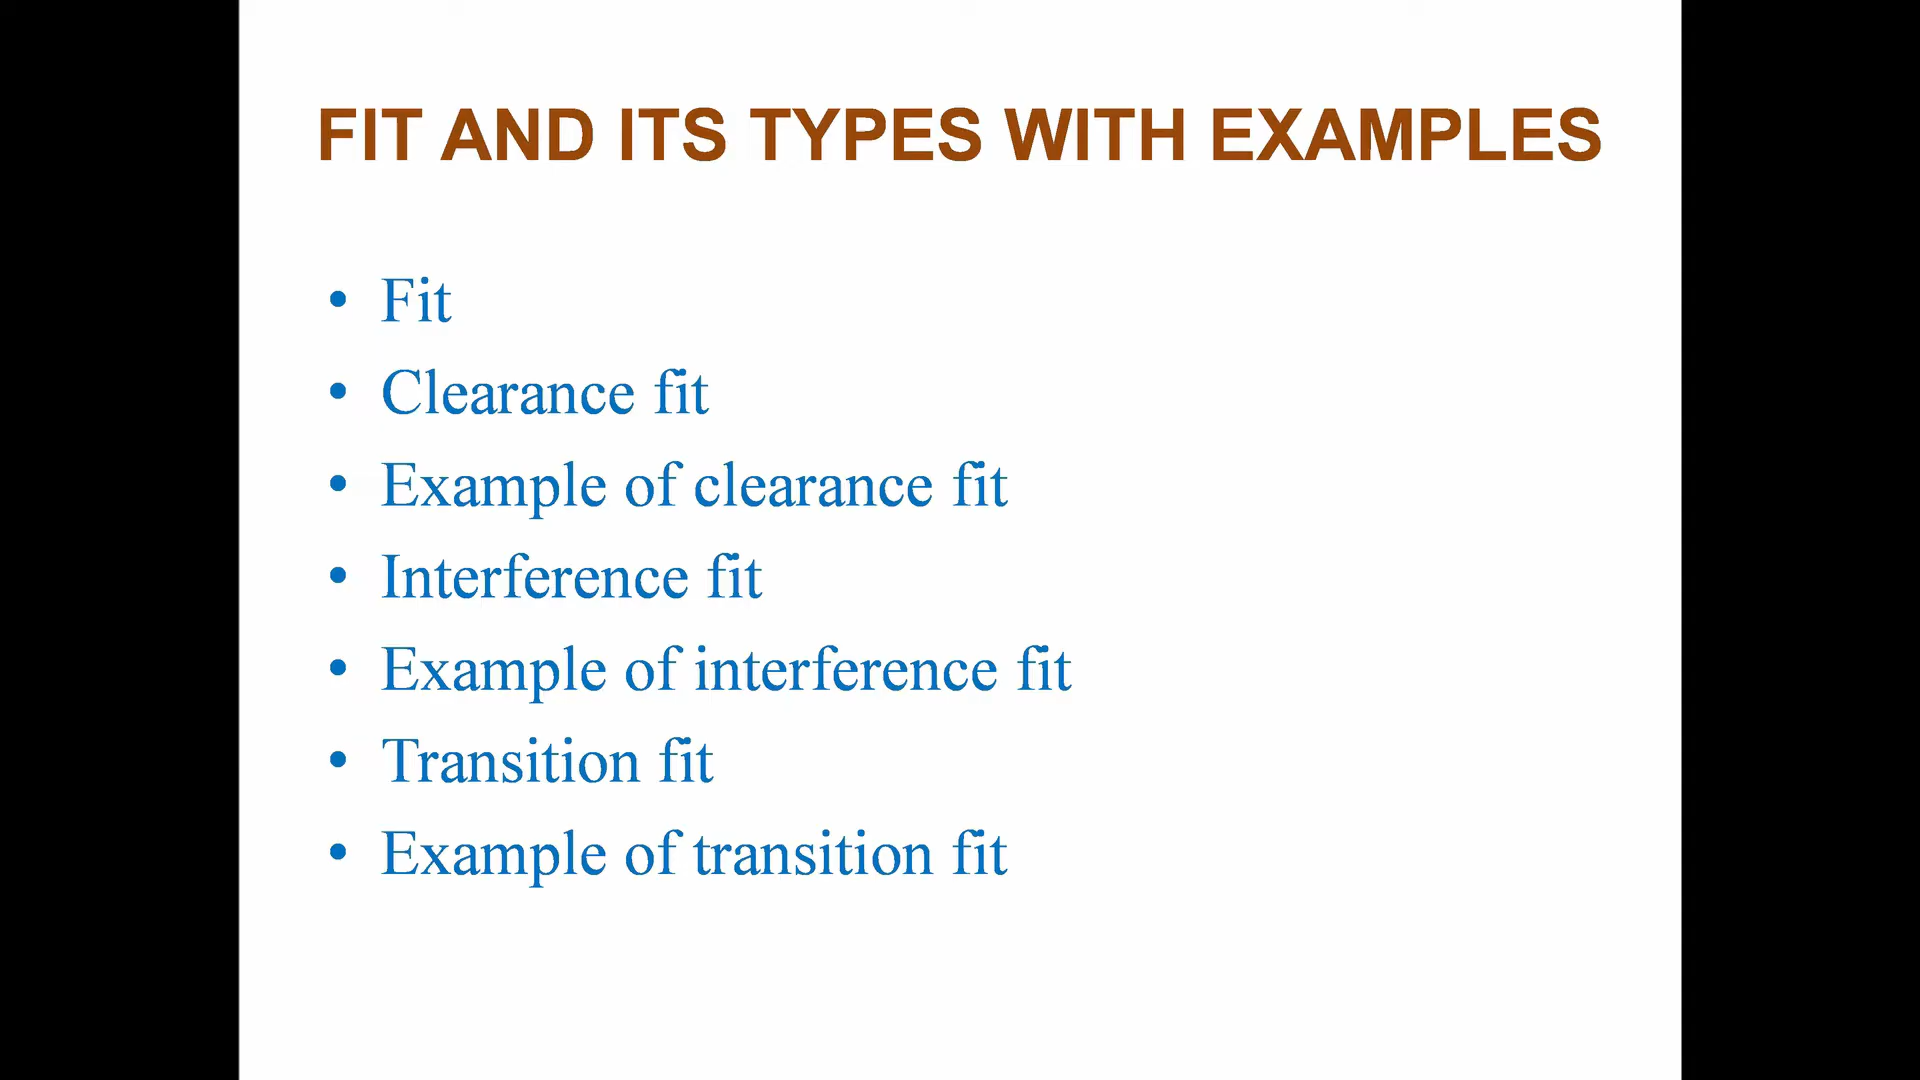 FIT AND ITS TYPES WITH EXAMPLES
• Fit
• Clearance fit
• Example of clearance fit
• Interference fit
• Example of interference fit
• Transition fit
• Example of transition fit